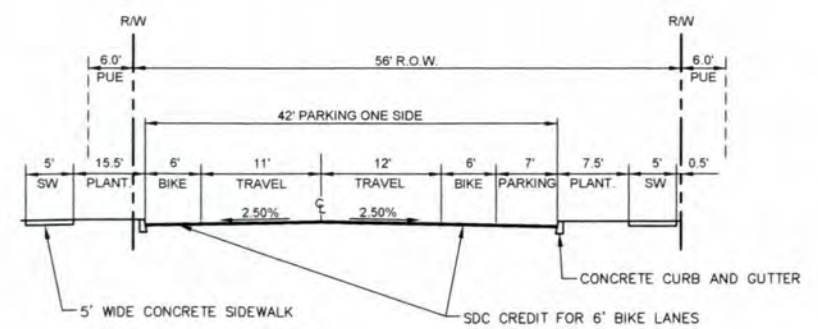 R/W R/W
6.0' 56' R.O.W. 6.0'
PUE PUE
42' PARKING ONE SIDE
5' 15.5' 6' 11' 12' 6' 7' 7.5' 5' 0.5'
SW PLANT. BIKE TRAVEL TRAVEL BIKE PARKING PLANT. SW
CL
2.50% 2.50%
CONCRETE CURB AND GUTTER
5' WIDE CONCRETE SIDEWALK
SDC CREDIT FOR 6' BIKE LANES